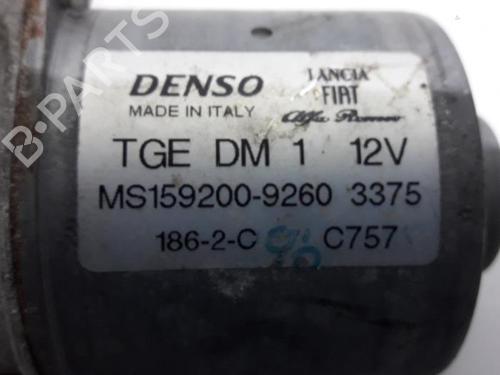 DENSO
MADE IN ITALY
LANCIA
FIAT
Alfa Romeo
TGE DM 1 12V
MS159200-9260 3375
186-2-C C757
B-PARTS